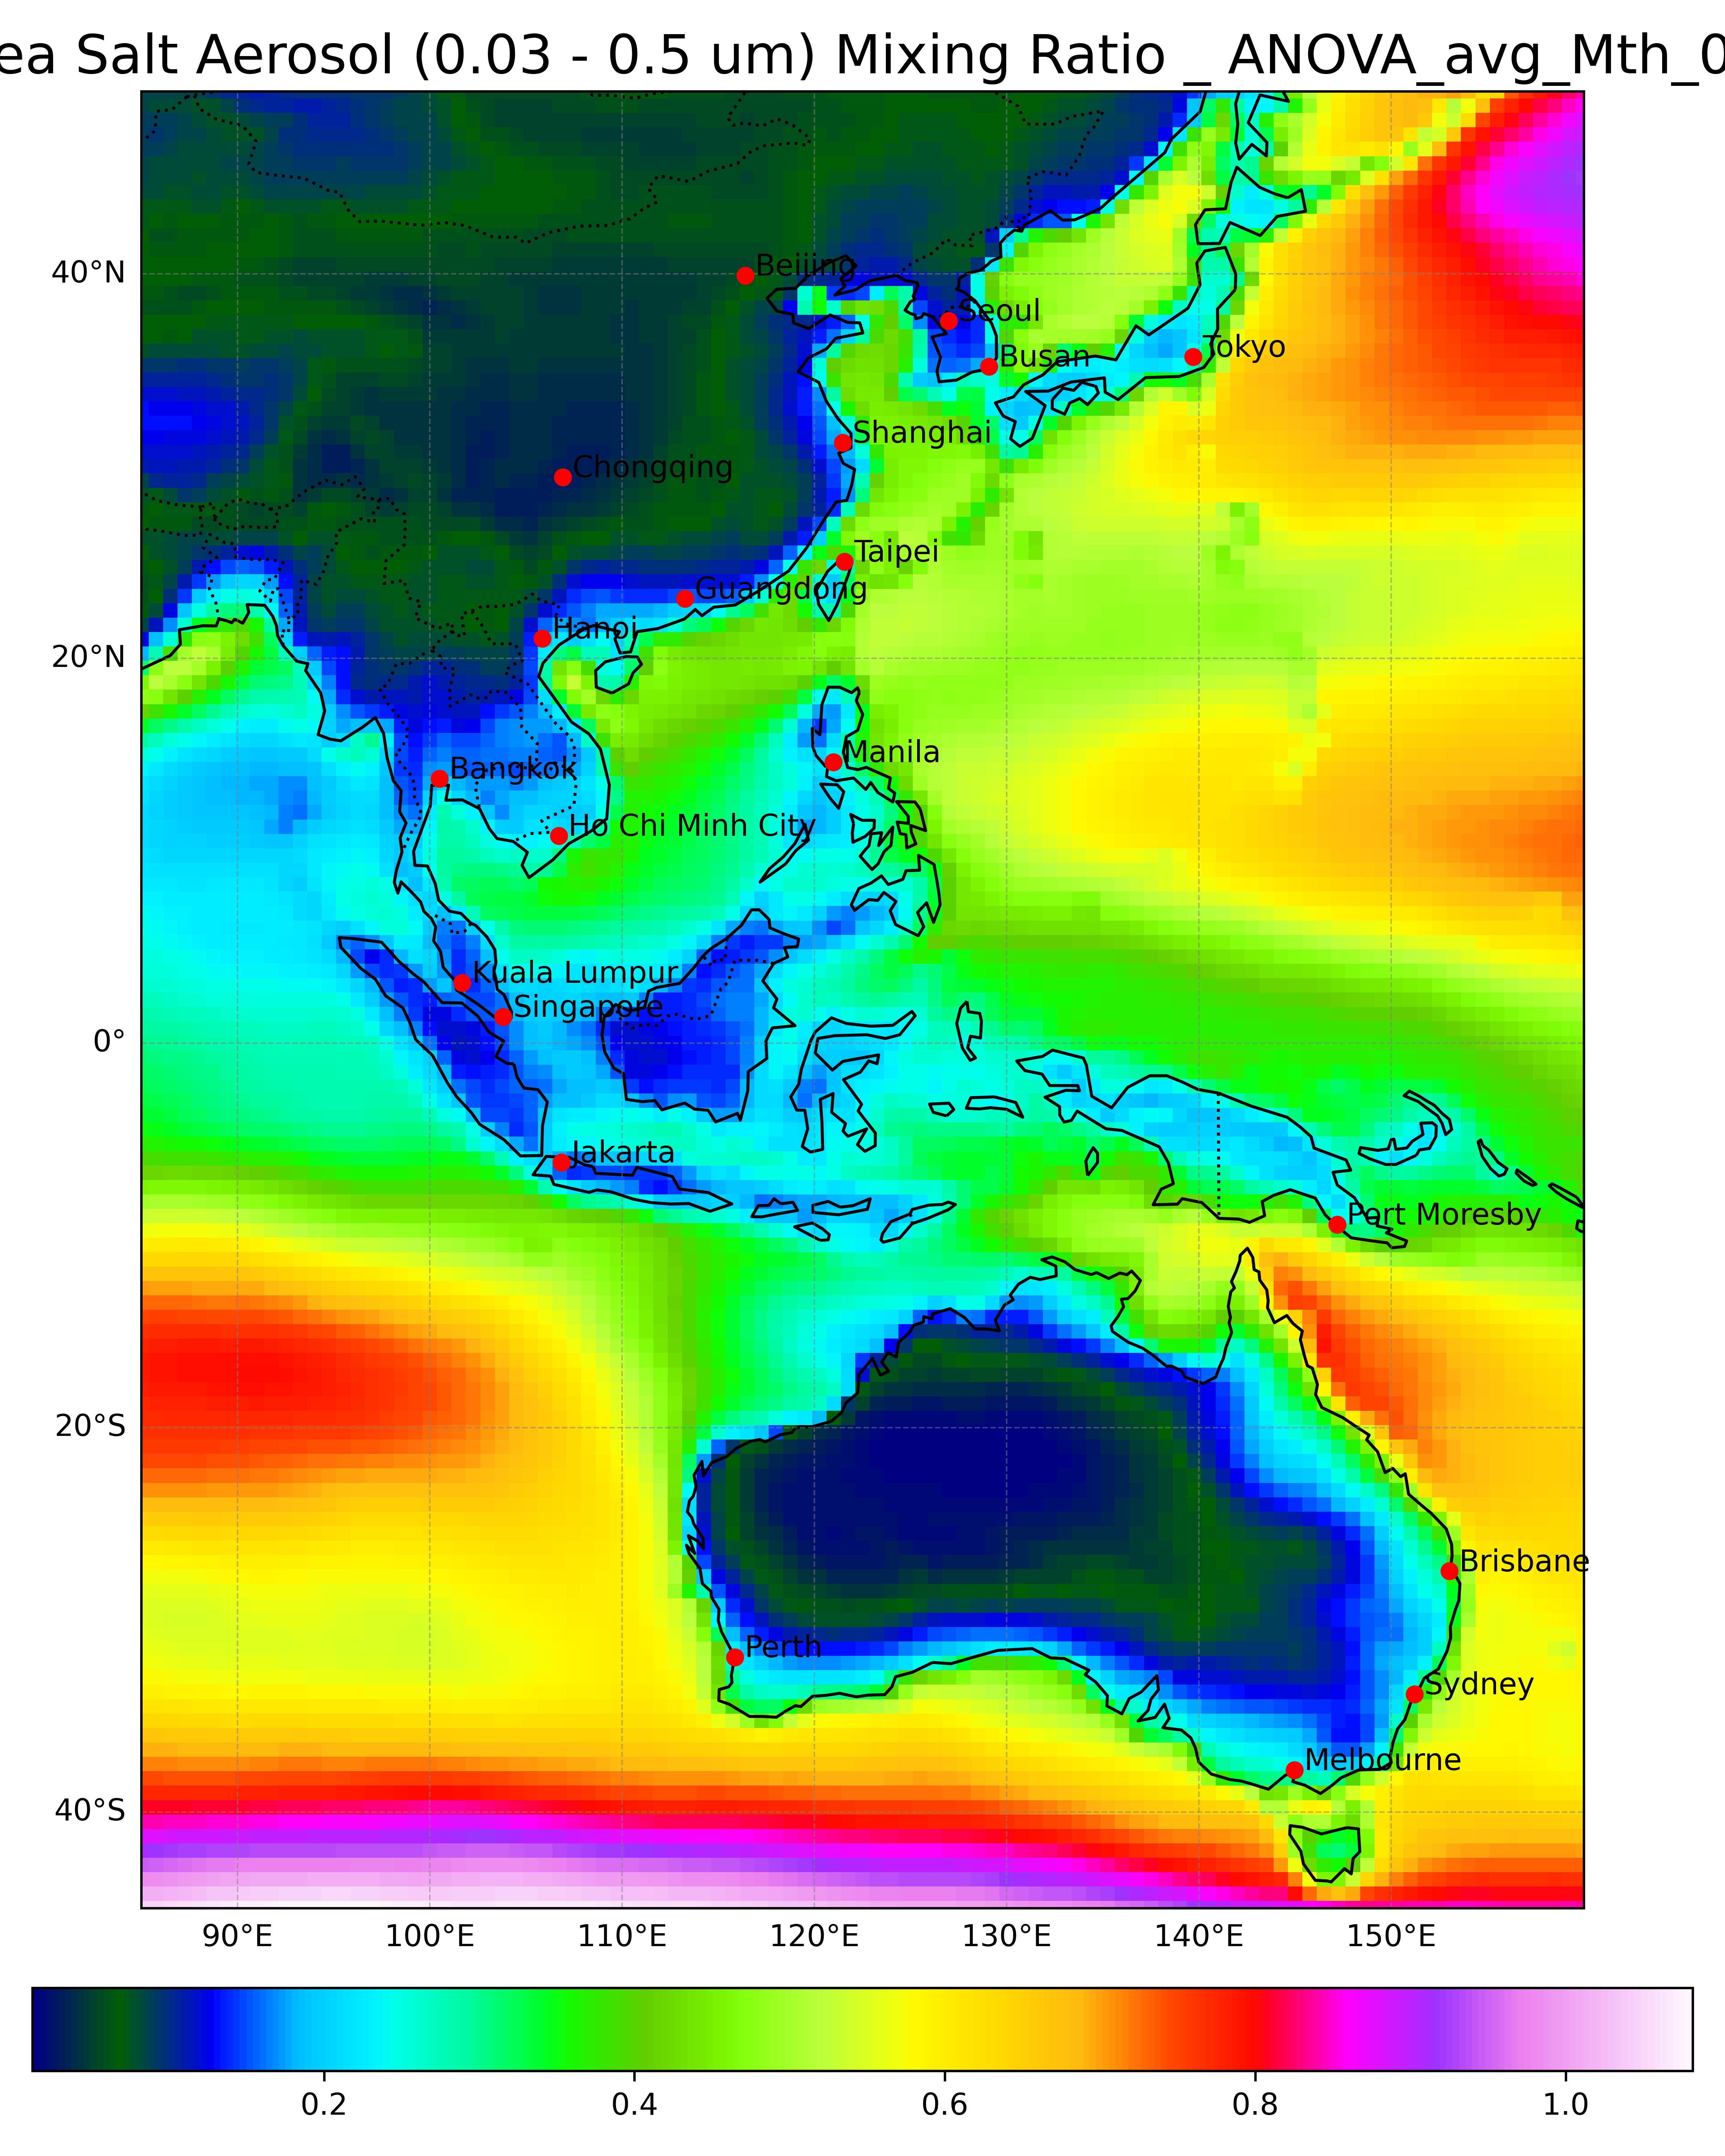 ea Salt Aerosol (0.03 - 0.5 um) Mixing Ratio _ ANOVA_avg_Mth_0
40°N
20°N
0°
20°S
40°S
Beijing
Seoul
Busan
Tokyo
Shanghai
Chongqing
Taipei
Guangdong
Hanoi
Manila
Bangkok
Ho Chi Minh City
Kuala Lumpur
Singapore
Jakarta
Port Moresby
Brisbane
Perth
Sydney
Melbourne
90°E 100°E 110°E 120°E 130°E 140°E 150°E
0.2 0.4 0.6 0.8 1.0